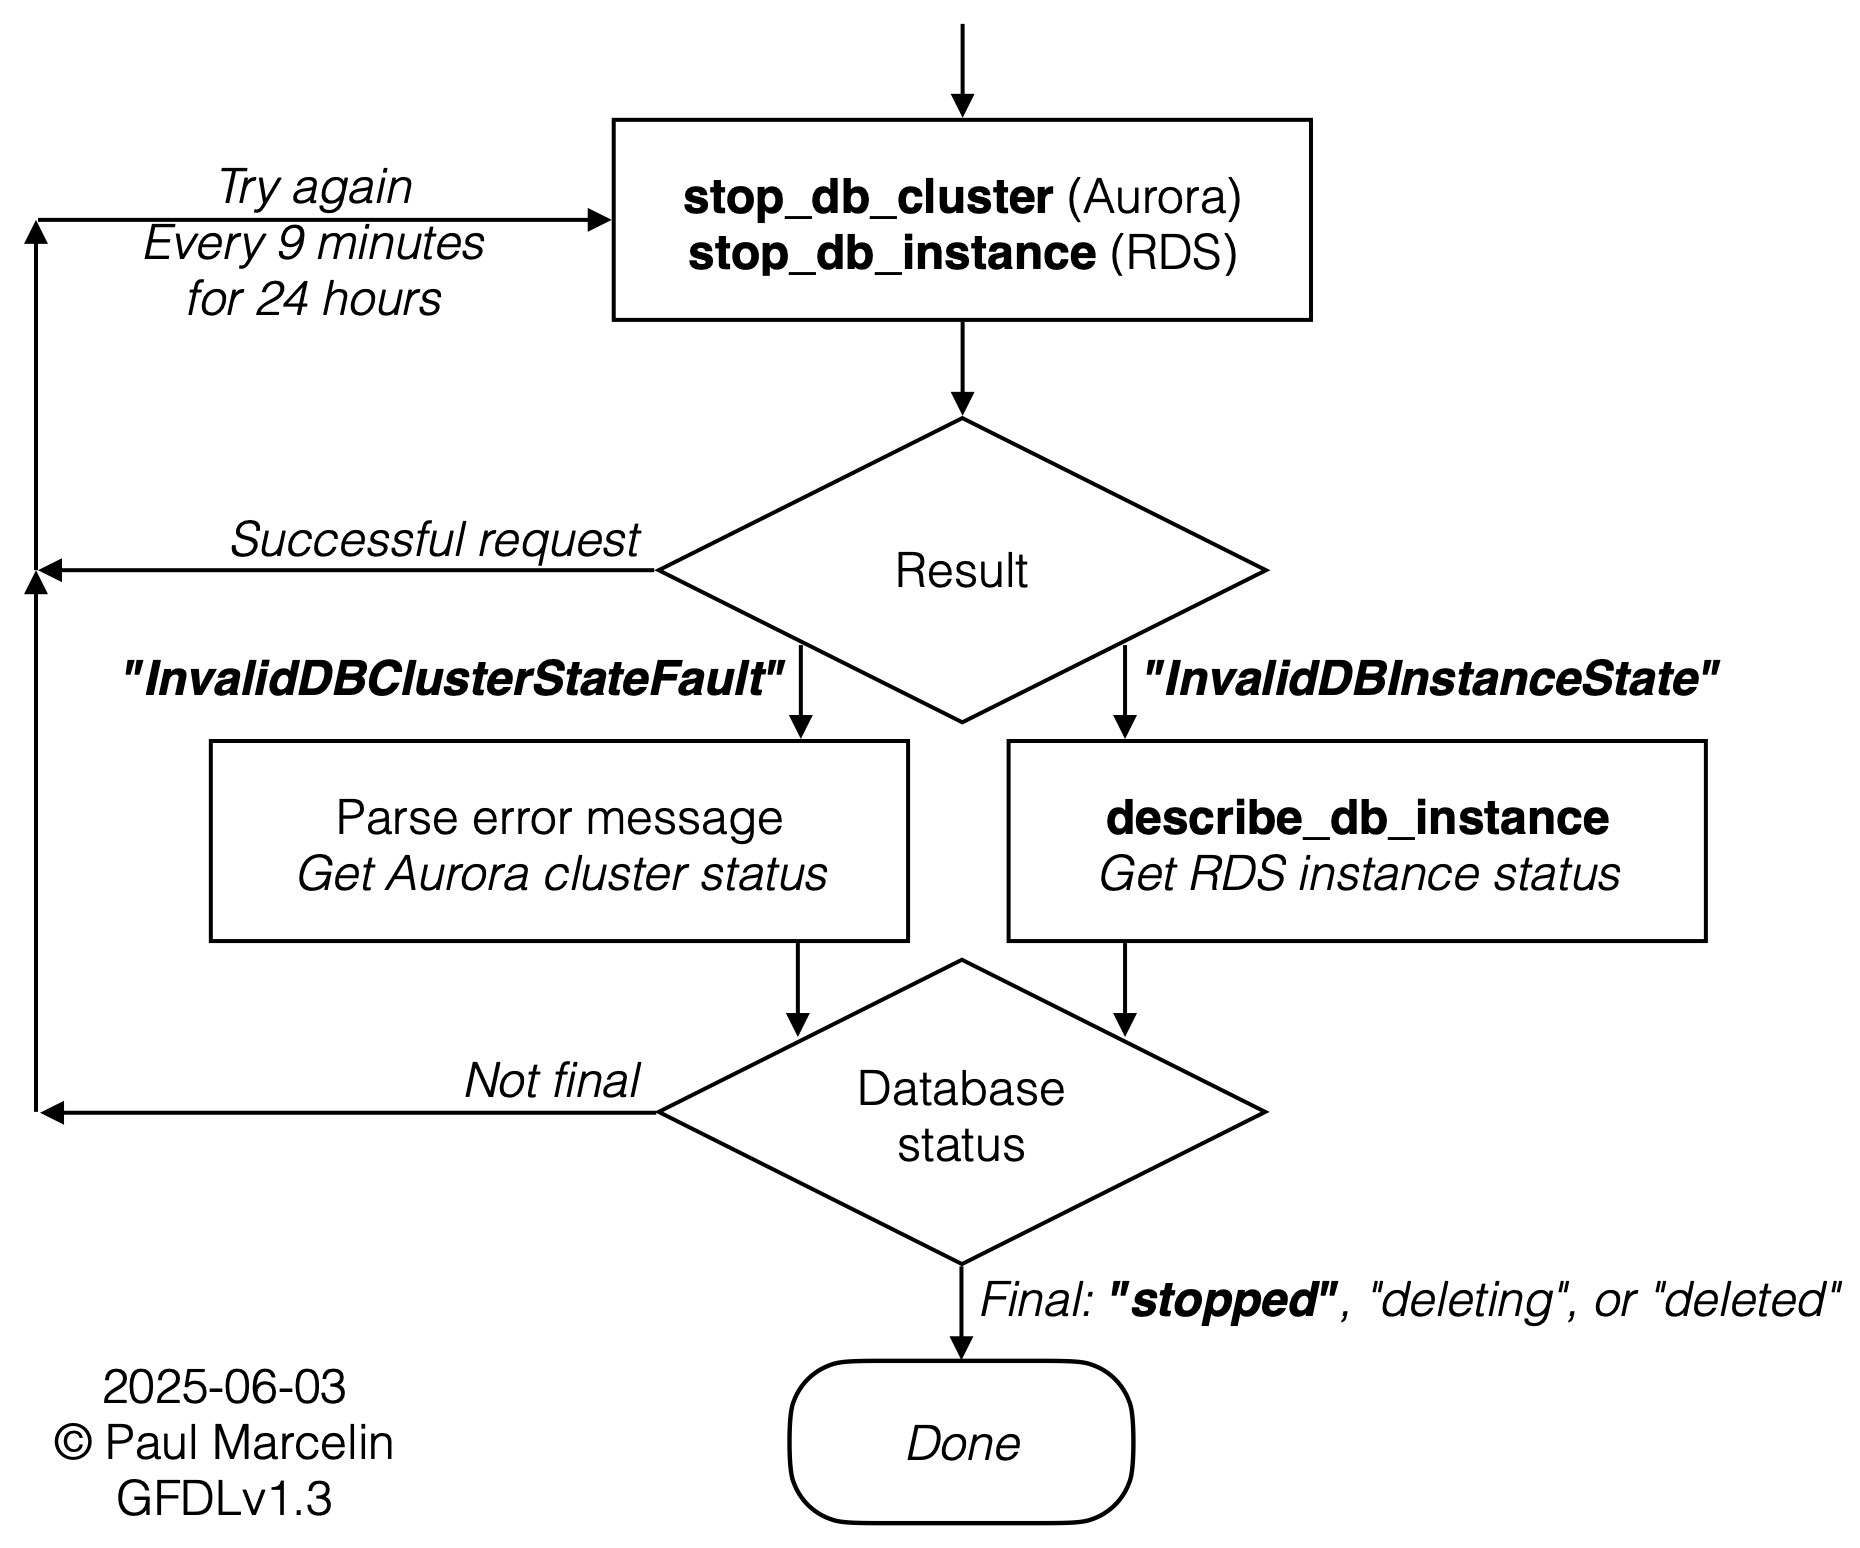 stop_db_cluster (Aurora)
stop_db_instance (RDS)
Try again
Every 9 minutes
for 24 hours
Result
Successful request
"InvalidDBClusterStateFault"
"InvalidDBInstanceState"
Parse error message
Get Aurora cluster status
describe_db_instance
Get RDS instance status
Database
status
Not final
Final: "stopped", "deleting", or "deleted"
Done
2025-06-03
© Paul Marcelin
GFDLv1.3